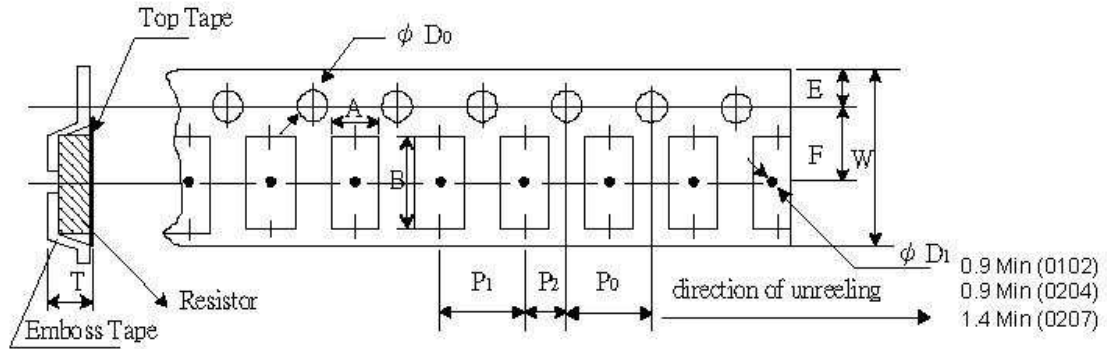 Top Tape
ϕ D0
A
E
F
W
B
ϕ D1
0.9 Min (0102)
0.9 Min (0204)
1.4 Min (0207)
T
Resistor
P1
P2
P0
direction of unreeling
Emboss Tape